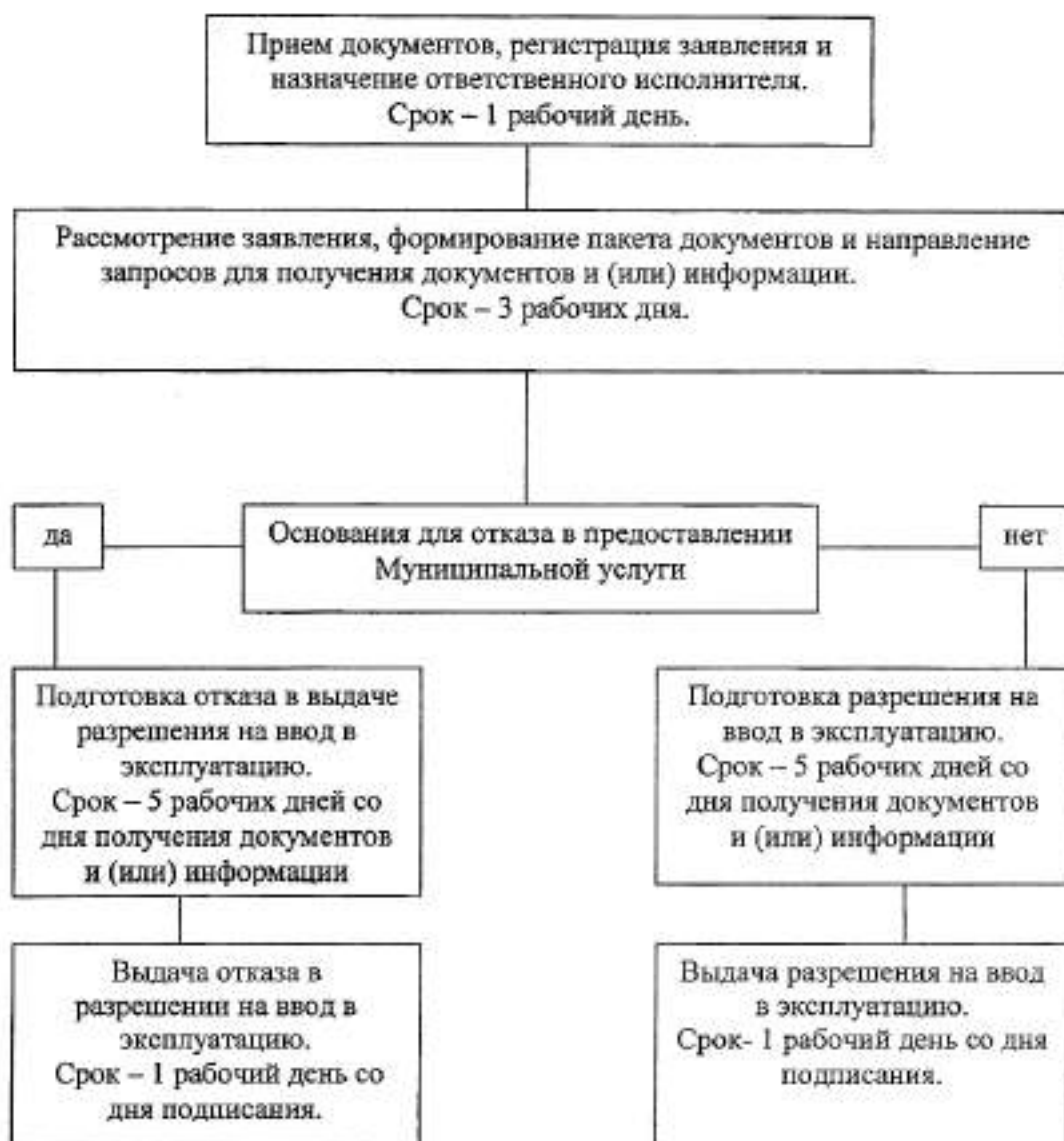 Прием документов, регистрация заявления и
назначение ответственного исполнителя.
Срок – 1 рабочий день.
Рассмотрение заявления, формирование пакета документов и направление
запросов для получения документов и (или) информации.
Срок – 3 рабочих дня.
да
Основания для отказа в предоставлении
Муниципальной услуги
нет
Подготовка отказа в выдаче
разрешения на ввод в
эксплуатацию.
Срок – 5 рабочих дней со
дня получения документов
и (или) информации
Подготовка разрешения на
ввод в эксплуатацию.
Срок – 5 рабочих дней со
дня получения документов
и (или) информации
Выдача отказа в
разрешении на ввод в
эксплуатацию.
Срок – 1 рабочий день со
дня подписания.
Выдача разрешения на ввод
в эксплуатацию.
Срок- 1 рабочий день со дня
подписания.